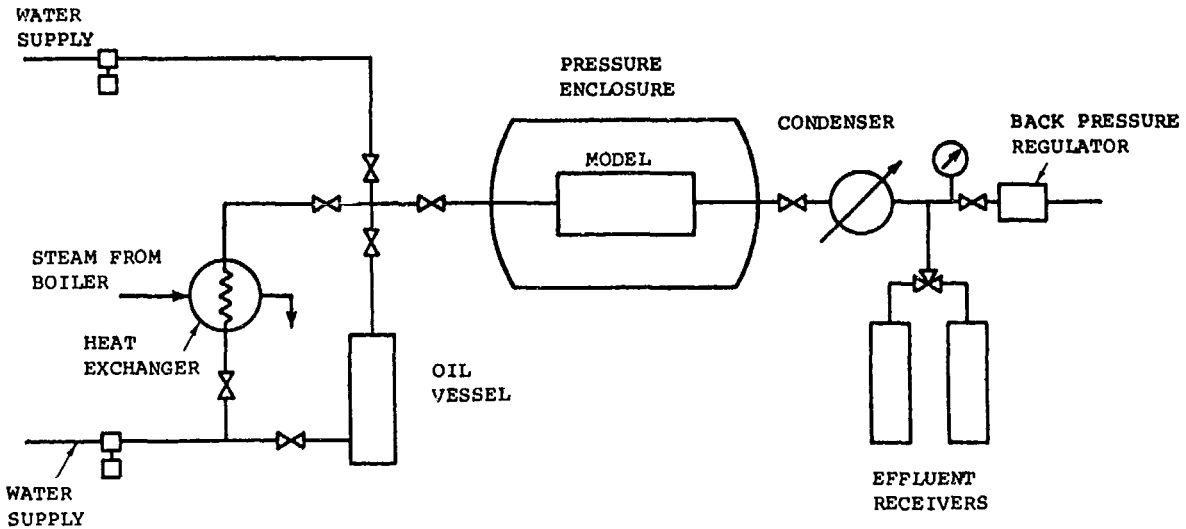 WATER
SUPPLY
PRESSURE
ENCLOSURE
CONDENSER
BACK PRESSURE
REGULATOR
MODEL
STEAM FROM
BOILER
HEAT
EXCHANGER
OIL
VESSEL
WATER
SUPPLY
EFFLUENT
RECEIVERS